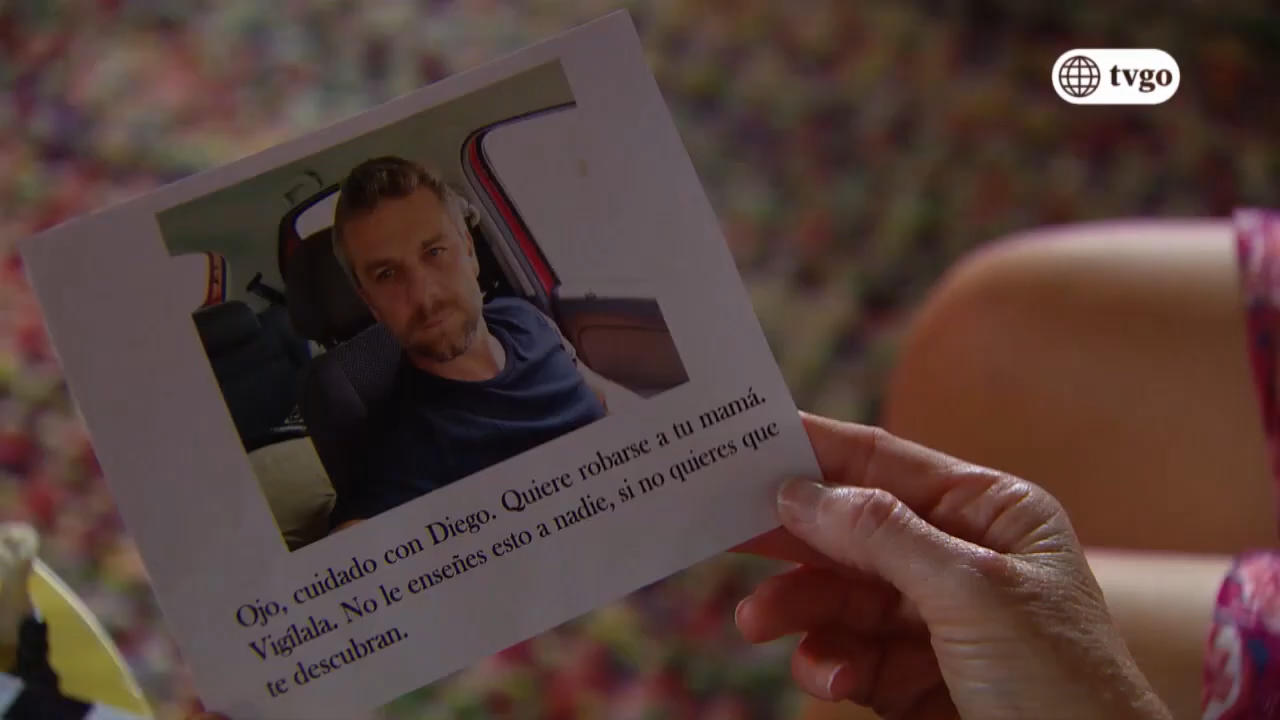 tvgo
Ojo, cuidado con Diego. Quiere robarse a tu mamá.
Vigílala. No le enseñes esto a nadie, si no quieres que
te descubran.